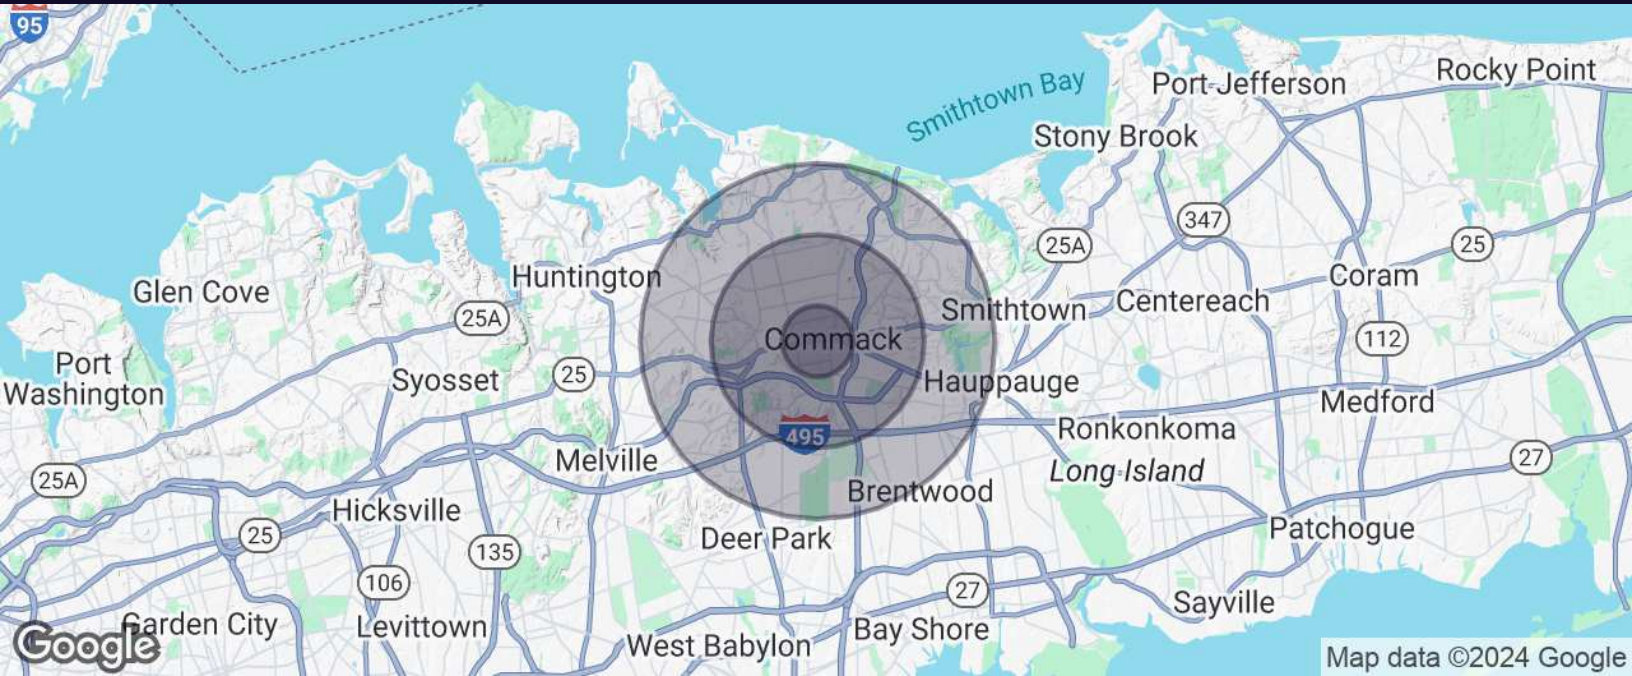 95
Smithtown Bay
Port Jefferson
Rocky Point
Stony Brook
347
25A
25
Huntington
Glen Cove
Coram
25A
Smithtown
Centereach
Commack
112
Port
Washington
Syosset
25
Hauppauge
Medford
495
Ronkonkoma
Melville
Long Island
27
25A
Brentwood
Hicksville
25
Deer Park
Patchogue
135
106
27
Sayville
Garden City
Levittown
Bay Shore
West Babylon
Google
Map data ©2024 Google